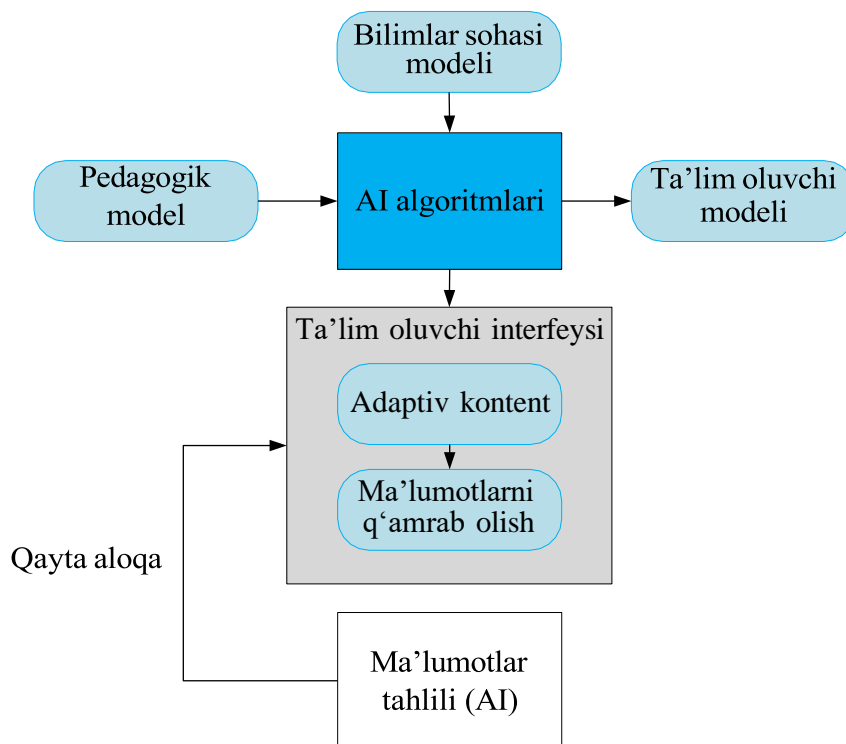 Bilimlar sohasi
modeli
Pedagogik
model
AI algoritmlari
Ta’lim oluvchi
modeli
Ta’lim oluvchi interfeysi
Adaptiv kontent
Ma’lumotlarni
q‘amrab olish
Qayta aloqa
Ma’lumotlar
tahlili (AI)